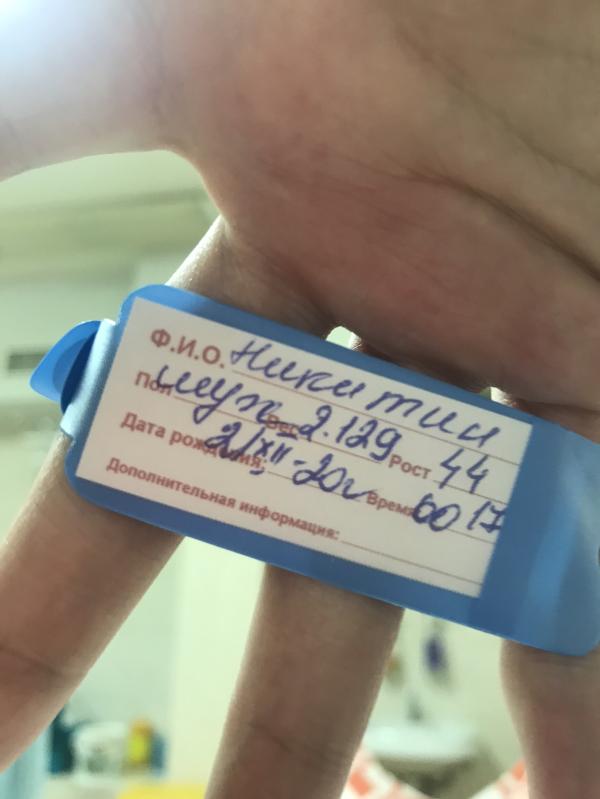 Ф.И.О. Никитин
Пол муж Вес 2.129 Рост 44
Дата рождения: 21/XII-20г Время 00 17
Дополнительная информация: